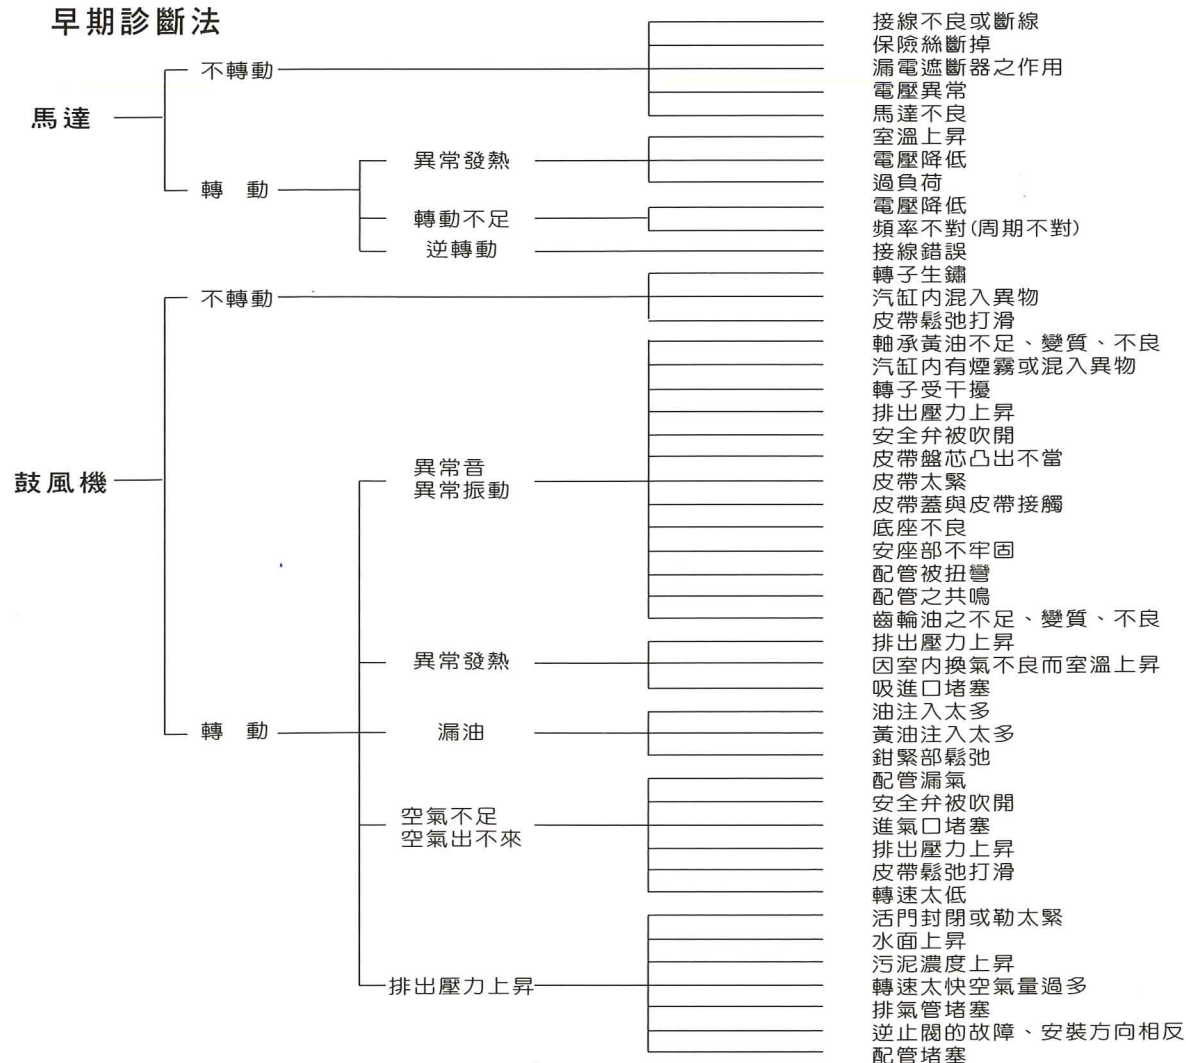 早期診斷法
馬達
不轉動
接線不良或斷線
保險絲斷掉
漏電遮斷器之作用
電壓異常
馬達不良
轉動
異常發熱
室溫上昇
電壓降低
過負荷
轉動不足
電壓降低
頻率不對(周期不對)
逆轉動
接線錯誤
鼓風機
不轉動
轉子生鏽
汽缸內混入異物
皮帶鬆弛打滑
轉動
異常音
異常振動
軸承黃油不足、變質、不良
汽缸內有煙霧或混入異物
轉子受干擾
排出壓力上昇
安全弁被吹開
皮帶盤芯凸出不當
皮帶太緊
皮帶蓋與皮帶接觸
底座不良
安座部不牢固
配管被扭彎
配管之共鳴
齒輪油之不足、變質、不良
異常發熱
排出壓力上昇
因室內換氣不良而室溫上昇
吸進口堵塞
漏油
油注入太多
黃油注入太多
鉗緊部鬆弛
空氣不足
空氣出不來
配管漏氣
安全弁被吹開
進氣口堵塞
排出壓力上昇
皮帶鬆弛打滑
轉速太低
排出壓力上昇
活門封閉或勒太緊
水面上昇
污泥濃度上昇
轉速太快空氣量過多
排氣管堵塞
逆止閥的故障、安裝方向相反
配管堵塞